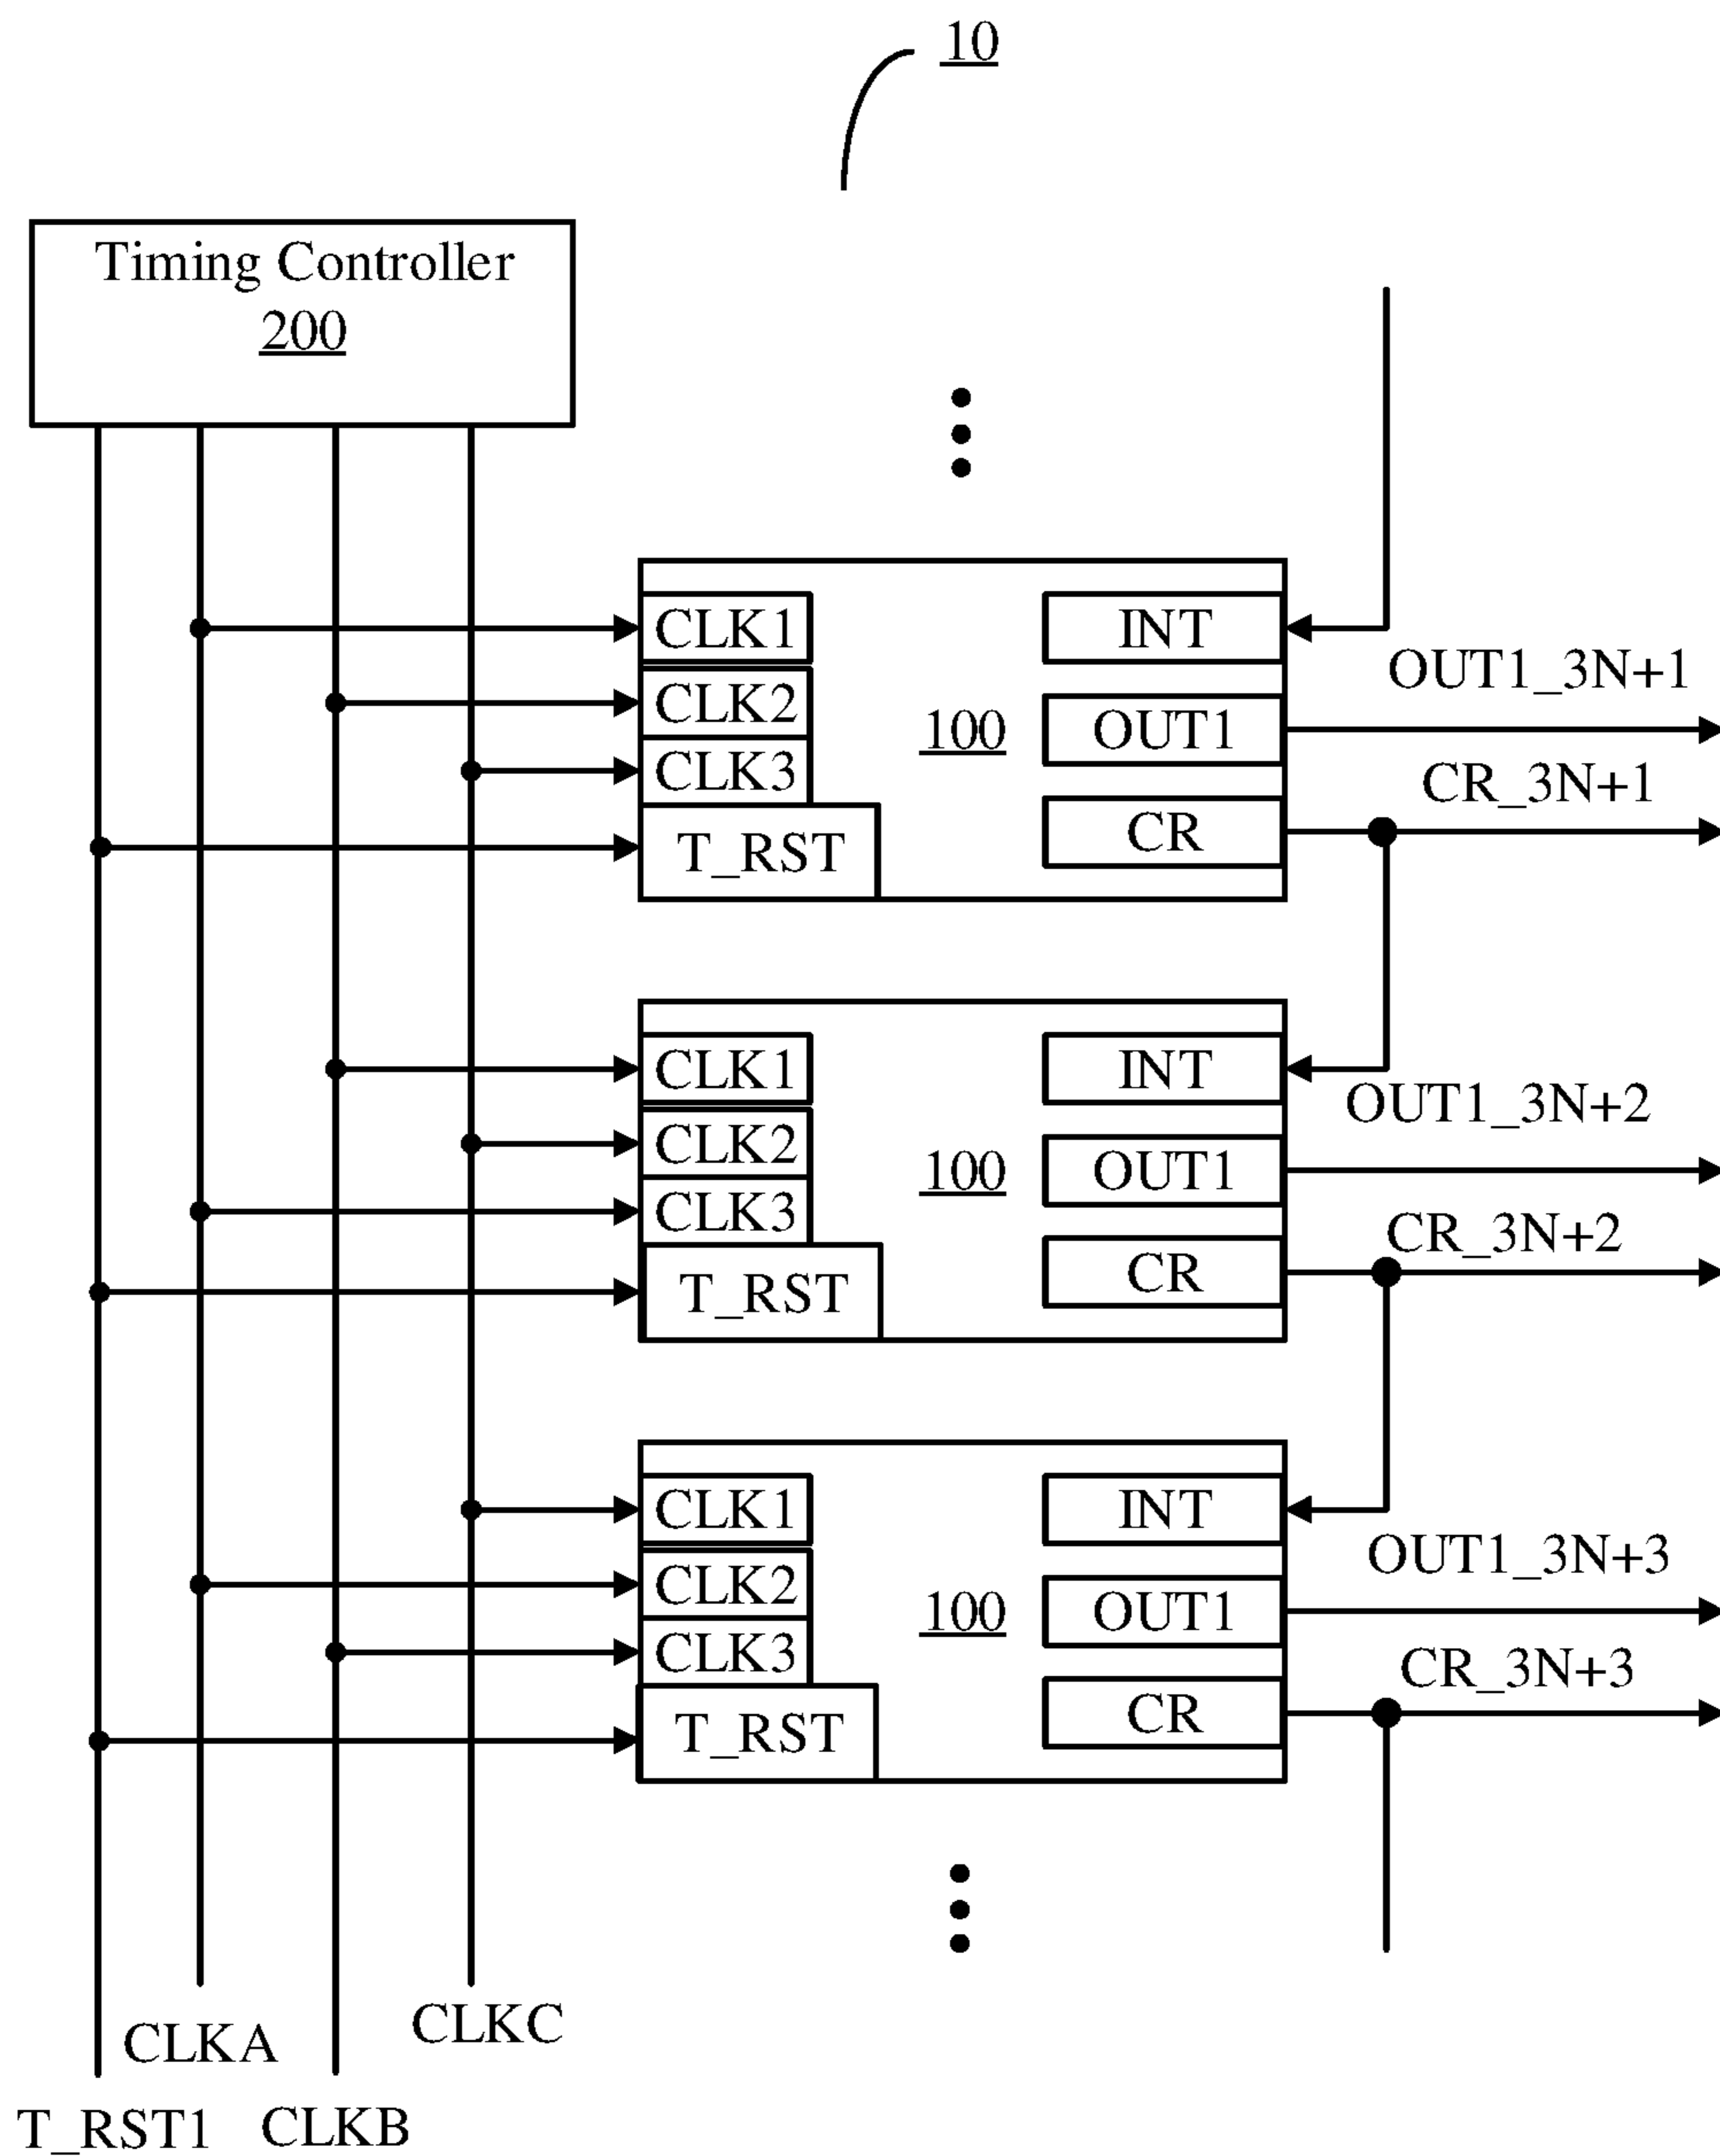 10
Timing Controller
200
CLK1
INT
OUT1_3N+1
CLK2
100
OUT1
CLK3
CR_3N+1
T_RST
CR
CLK1
INT
OUT1_3N+2
CLK2
100
OUT1
CLK3
CR_3N+2
T_RST
CR
CLK1
INT
OUT1_3N+3
CLK2
100
OUT1
CLK3
CR_3N+3
T_RST
CR
CLKA
CLKC
T_RST1
CLKB